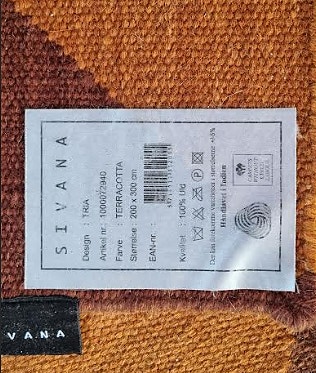 SIVANA
Design : TRIA
Artikel nr.: 1000072940
Farve : TERRACOTTA
Størrelse : 200 x 300 cm
EAN-nr. :
Kvalitet : 100% Uld
P
Håndlavet i Indien
VANA